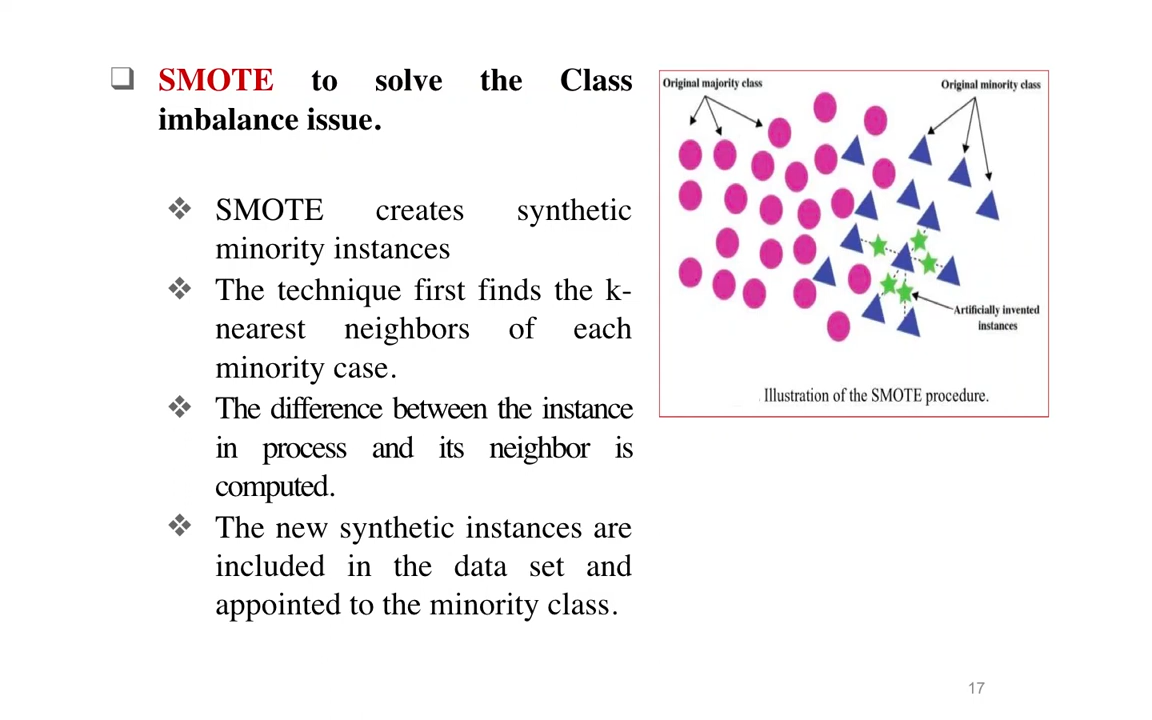 SMOTE to solve the Class
imbalance issue.
SMOTE creates synthetic
minority instances
The technique first finds the k-
nearest neighbors of each
minority case.
The difference between the instance
in process and its neighbor is
computed.
The new synthetic instances are
included in the data set and
appointed to the minority class.
Original majority class
Original minority class
Artificially invented
instances
Illustration of the SMOTE procedure.
17